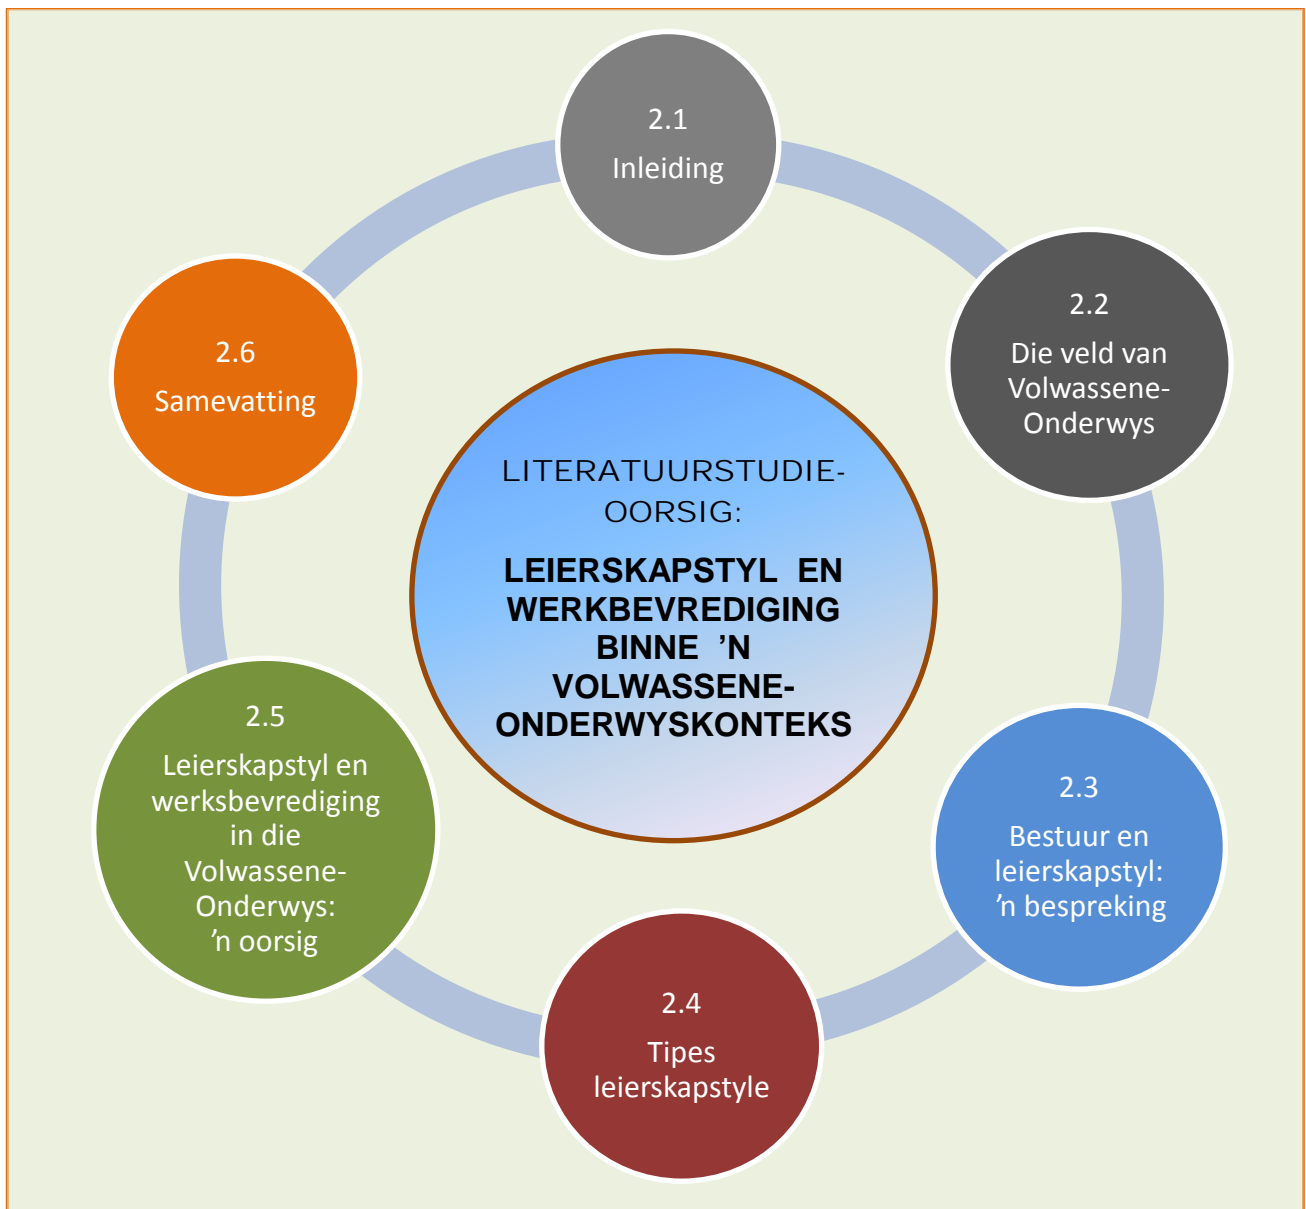 2.1
Inleiding
2.2
Die veld van
Volwassene-
Onderwys
2.3
Bestuur en
leierskapstyl:
’n bespreking
2.4
Tipes
leierskapstyle
2.5
Leierskapstyl en
werksbevrediging
in die
Volwassene-
Onderwys:
’n oorsig
2.6
Samevatting
LITERATUURSTUDIE-
OORSIG:
LEIERSKAPSTYL EN
WERKBEVREDIGING
BINNE ’N
VOLWASSENE-
ONDERWYSKONTEKS